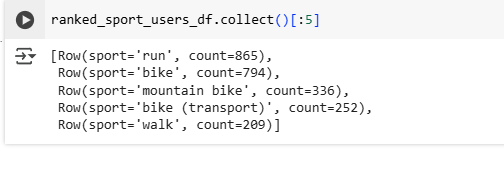 ranked_sport_users_df.collect()[:5]
[Row(sport='run', count=865),
Row(sport='bike', count=794),
Row(sport='mountain bike', count=336),
Row(sport='bike (transport)', count=252),
Row(sport='walk', count=209)]